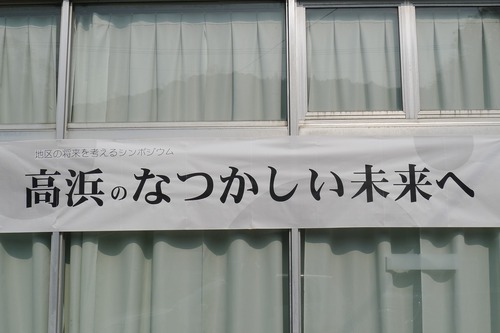 地区の将来を考えるシンポジウム
高浜のなつかしい未来へ